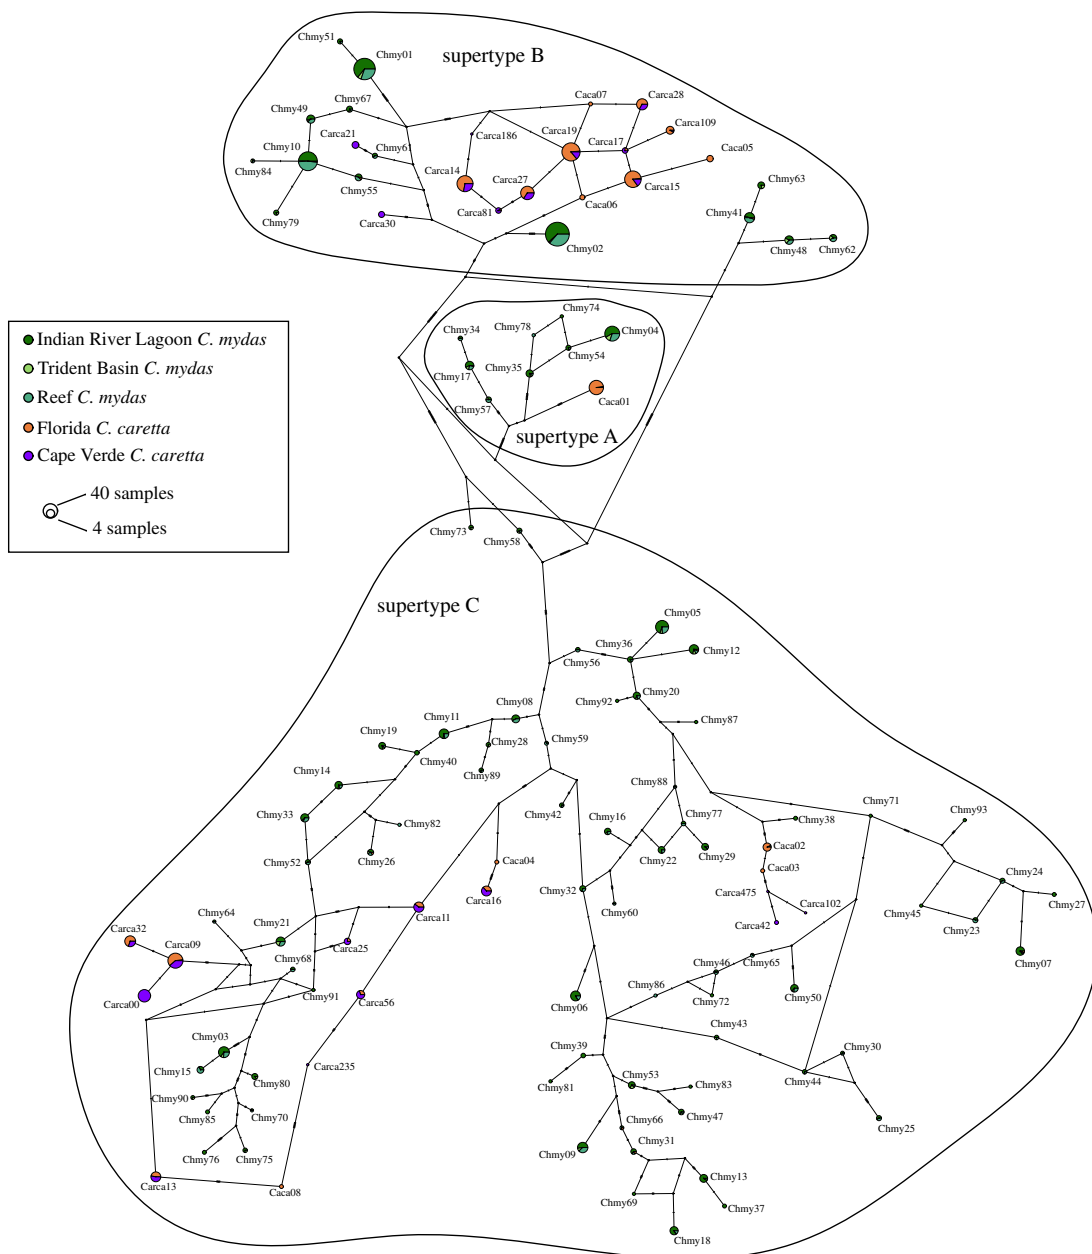 Chmy51
Chmy01
supertype B
Chmy67
Chmy49
Caca07
Carca28
Carca21
Chmy61
Carca186
Carca19
Carca17
Carca109
Caca05
Chmy10
Chmy84
Chmy55
Carca14
Carca27
Carca15
Chmy63
Chmy79
Carca30
Carca81
Caca06
Chmy41
Chmy02
Chmy48
Chmy62
Chmy74
Chmy34
Chmy78
Chmy04
Chmy54
Chmy17
Chmy35
Chmy57
Caca01
supertype A
Indian River Lagoon C. mydas
Trident Basin C. mydas
Reef C. mydas
Florida C. caretta
Cape Verde C. caretta
40 samples
4 samples
Chmy73
Chmy58
supertype C
Chmy05
Chmy36
Chmy12
Chmy56
Chmy92
Chmy20
Chmy87
Chmy08
Chmy11
Chmy19
Chmy28
Chmy59
Chmy40
Chmy89
Chmy14
Chmy88
Chmy71
Chmy93
Chmy33
Chmy82
Chmy42
Chmy16
Chmy77
Chmy38
Chmy52
Chmy26
Chmy22
Chmy29
Caca02
Caca04
Caca03
Chmy24
Chmy32
Carca16
Carca475
Carca102
Chmy27
Chmy60
Carca42
Chmy45
Chmy23
Carca11
Chmy64
Chmy21
Carca32
Carca09
Carca25
Chmy68
Chmy07
Carca00
Chmy91
Carca56
Chmy46
Chmy65
Chmy86
Chmy72
Chmy50
Chmy06
Chmy03
Chmy43
Chmy30
Chmy15
Carca235
Chmy39
Chmy44
Chmy80
Chmy53
Chmy83
Chmy81
Chmy90
Chmy85
Chmy70
Chmy47
Chmy25
Chmy66
Chmy76
Chmy75
Chmy09
Chmy31
Chmy13
Carca13
Caca08
Chmy69
Chmy37
Chmy18